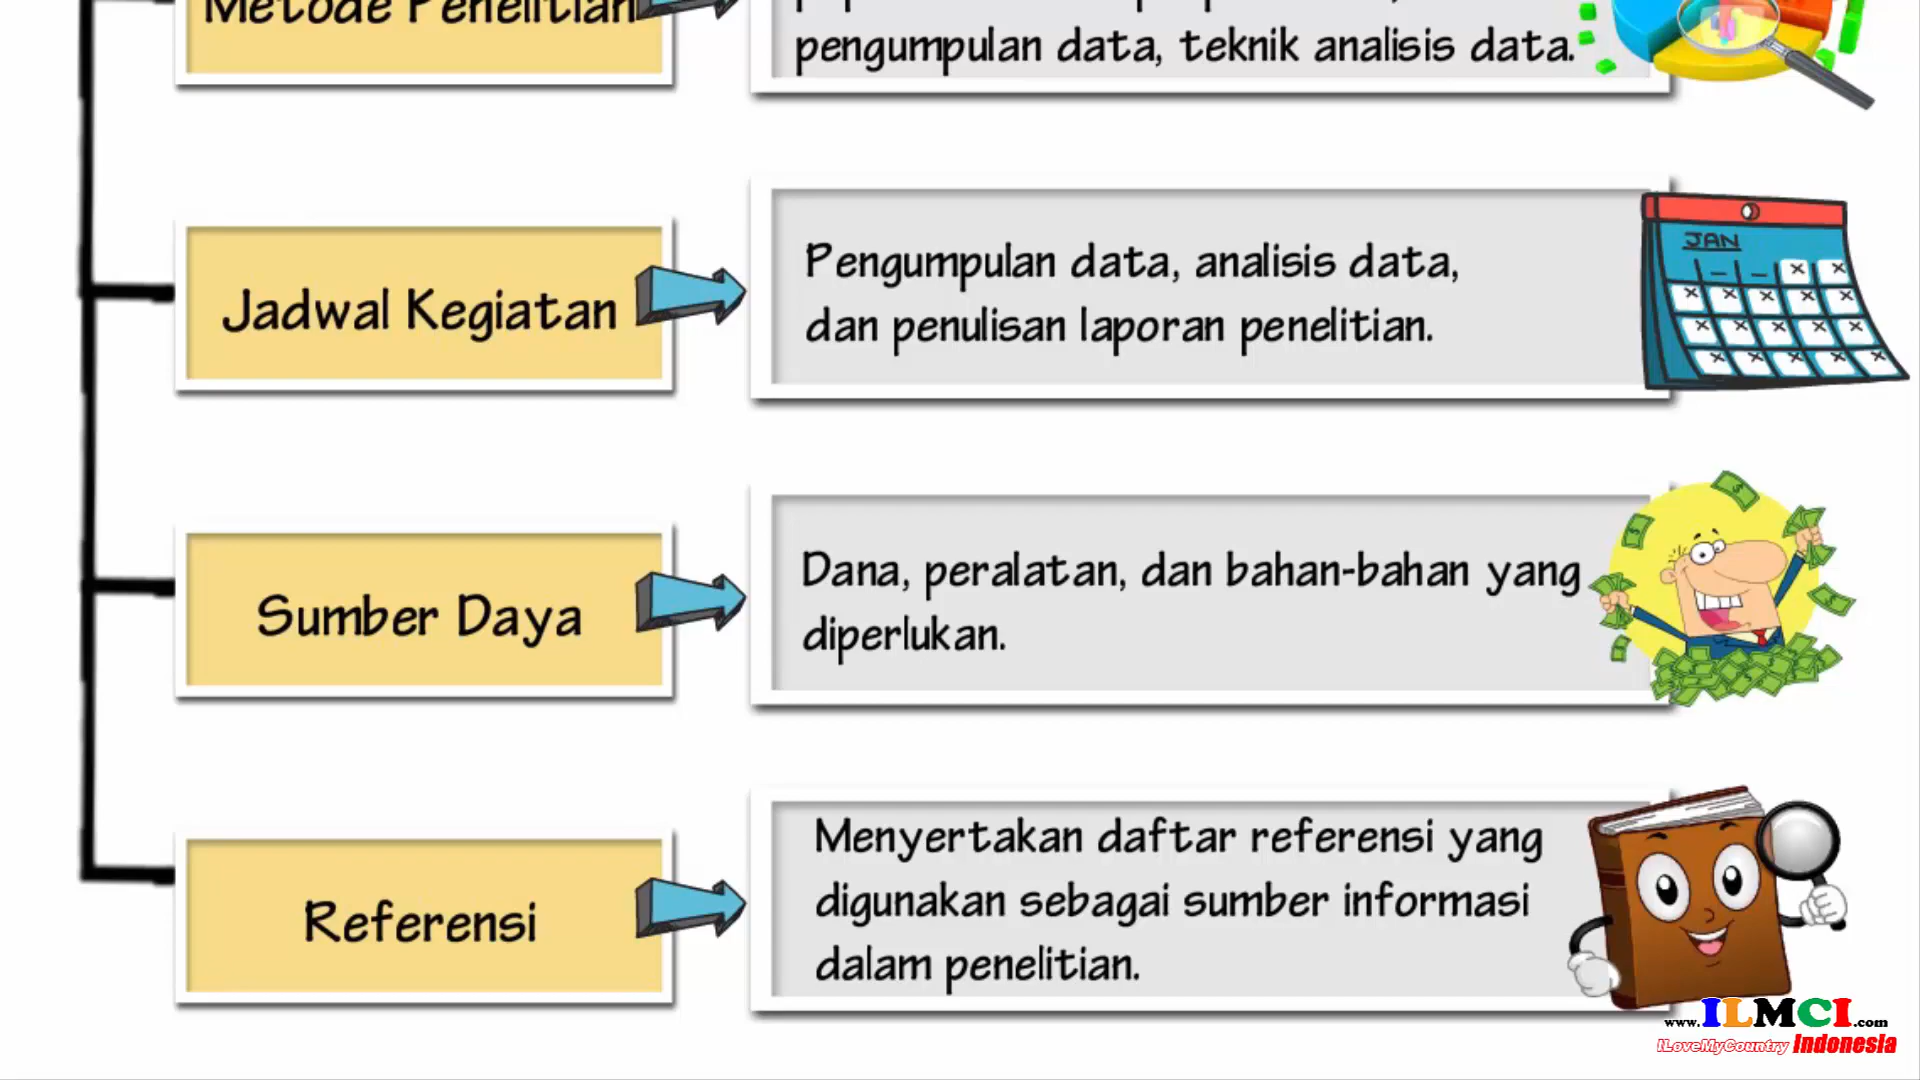 Metode Penelitian
pengumpulan data, teknik analisis data.
Jadwal Kegiatan
Pengumpulan data, analisis data,
dan penulisan laporan penelitian.
JAN
Sumber Daya
Dana, peralatan, dan bahan-bahan yang
diperlukan.
Referensi
Menyertakan daftar referensi yang
digunakan sebagai sumber informasi
dalam penelitian.
www.ILMCI.com
ILoveMyCountry Indonesia